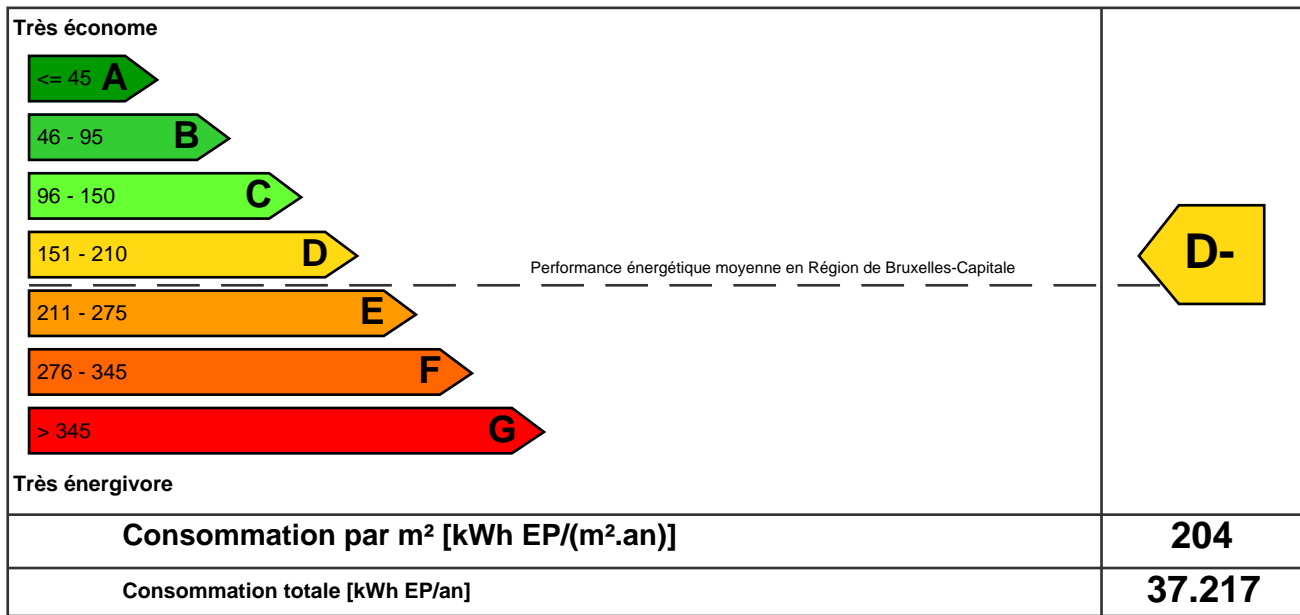 Très économe
<= 45 A
46 - 95 B
96 - 150 C
151 - 210 D
Performance énergétique moyenne en Région de Bruxelles-Capitale
D-
211 - 275 E
276 - 345 F
> 345 G
Très énergivore
Consommation par m² [kWh EP/(m².an)] 204
Consommation totale [kWh EP/an] 37.217